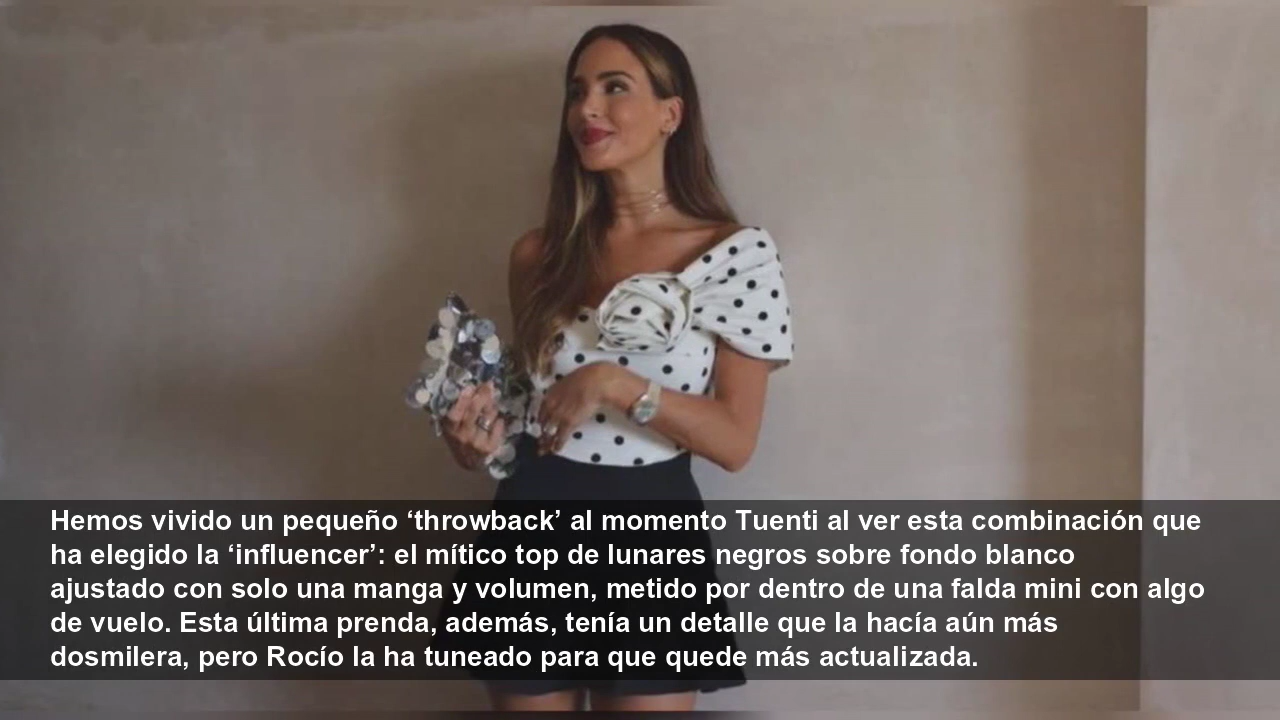 Hemos vivido un pequeño ‘throwback’ al momento Tuenti al ver esta combinación que
ha elegido la ‘influencer’: el mítico top de lunares negros sobre fondo blanco
ajustado con solo una manga y volumen, metido por dentro de una falda mini con algo
de vuelo. Esta última prenda, además, tenía un detalle que la hacía aún más
dosmilera, pero Rocío la ha tuneado para que quede más actualizada.